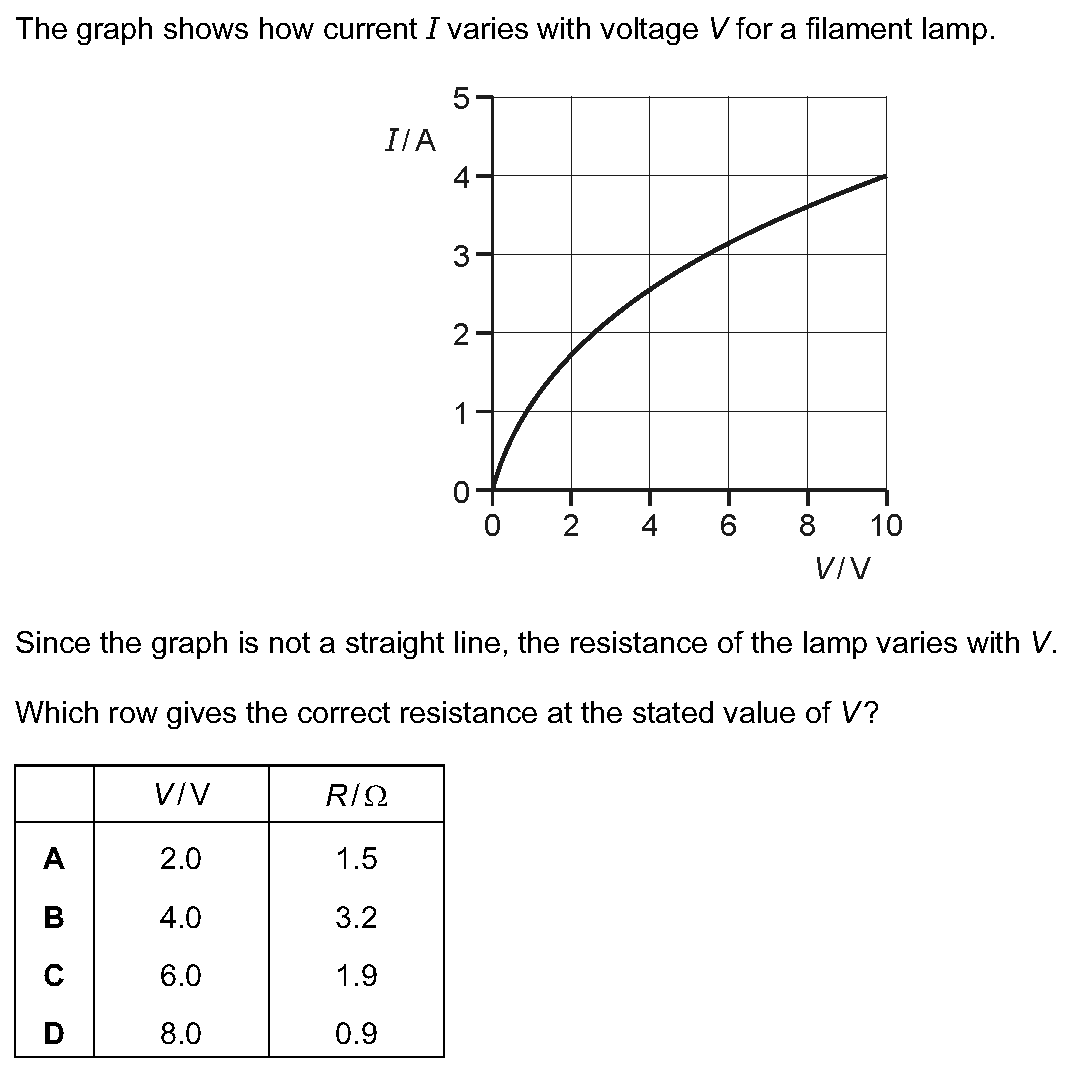 The graph shows how current I varies with voltage V for a filament lamp.
5
I/A
4
3
2
1
0
0 2 4 6 8 10
V/V
Since the graph is not a straight line, the resistance of the lamp varies with V.
Which row gives the correct resistance at the stated value of V?
V/V R/Ω
A 2.0 1.5
B 4.0 3.2
C 6.0 1.9
D 8.0 0.9